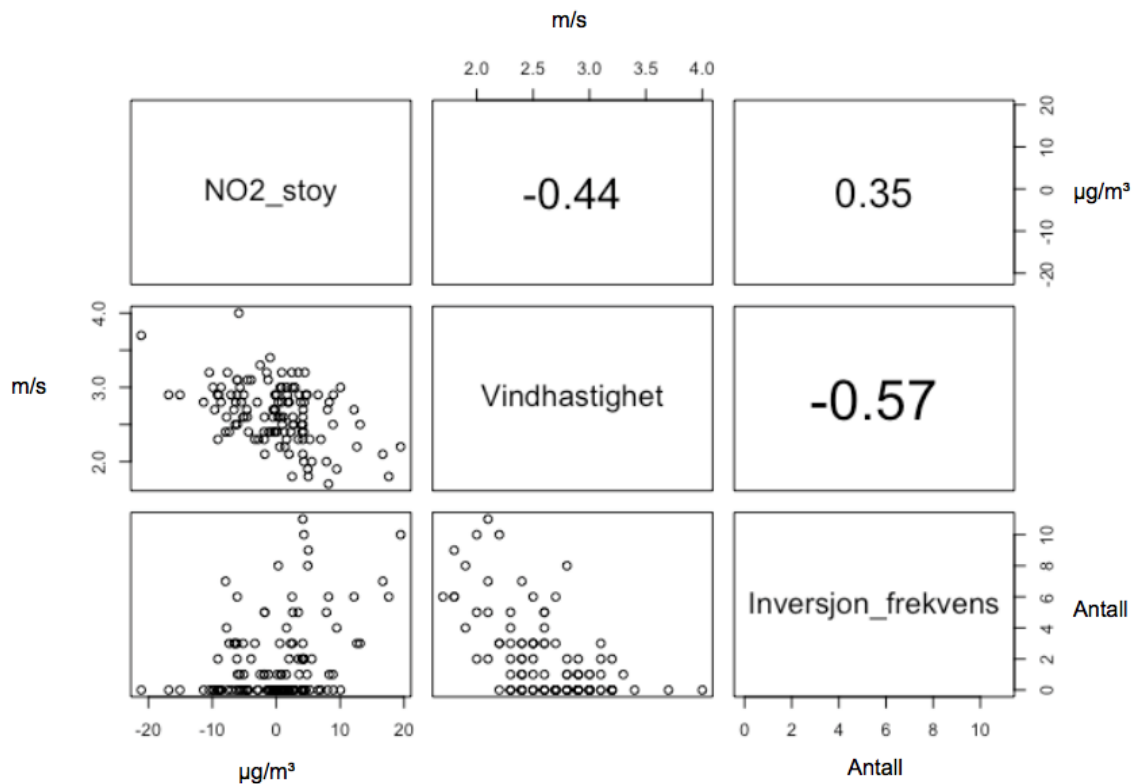 m/s
2.0 2.5 3.0 3.5 4.0
NO2_stoy
-0.44
0.35
20
10
0
-10
-20
µg/m³
4.0
3.0
2.0
m/s
Vindhastighet
-0.57
Inversjon_frekvens
10
8
6
4
2
0
Antall
-20 -10 0 10 20
0 2 4 6 8 10
µg/m³
Antall